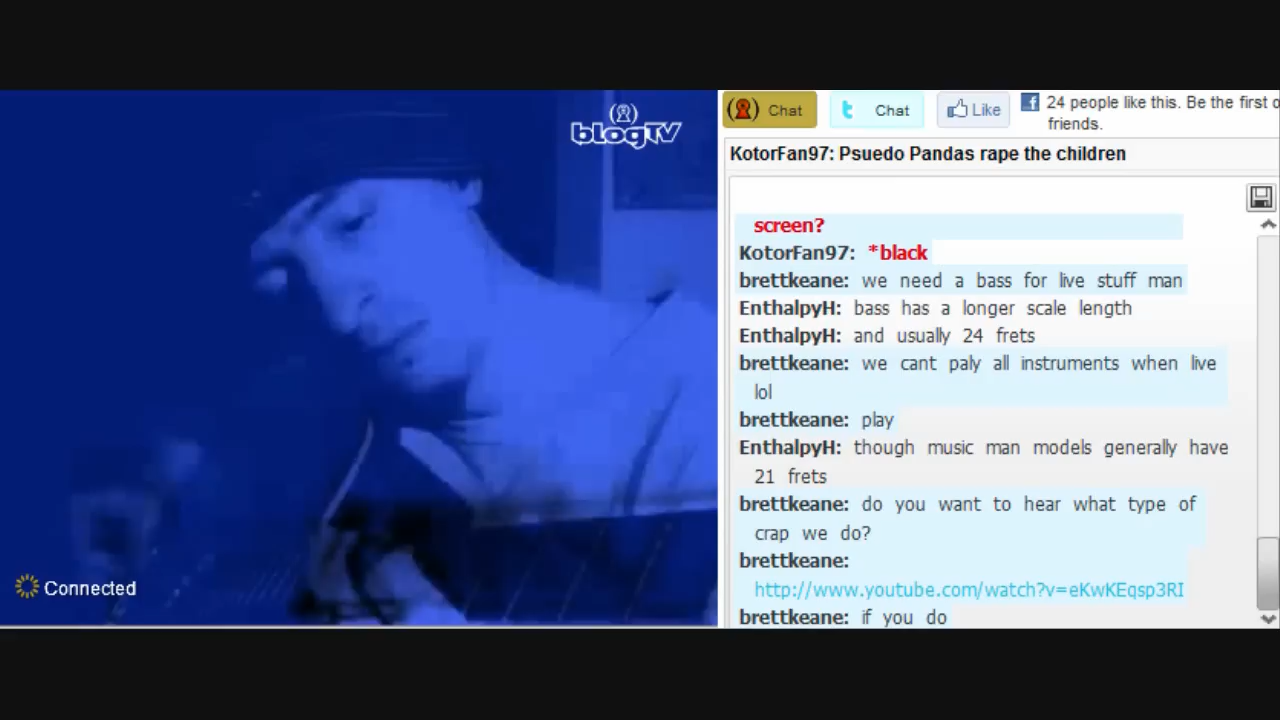 blogTV
Connected
Chat
Chat
Like
24 people like this. Be the first o
friends.
KotorFan97: Psuedo Pandas rape the children
screen?
KotorFan97: *black
brettkeane: we need a bass for live stuff man
EnthalpyH: bass has a longer scale length
EnthalpyH: and usually 24 frets
brettkeane: we cant paly all instruments when live
lol
brettkeane: play
EnthalpyH: though music man models generally have
21 frets
brettkeane: do you want to hear what type of
crap we do?
brettkeane:
http://www.youtube.com/watch?v=eKwKEqsp3RI
brettkeane: if you do